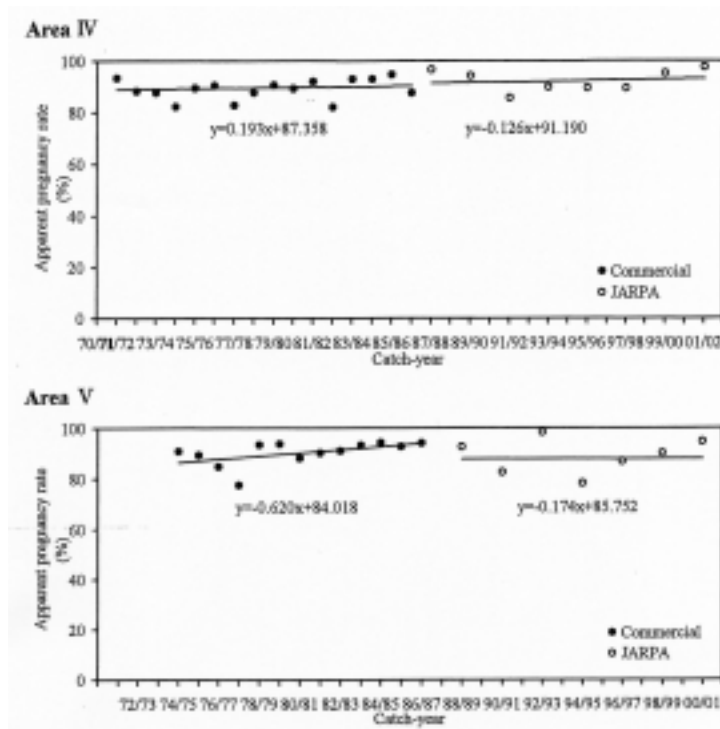 Area IV
Apparent pregnancy rate
(%)
100
80
60
40
20
0
y=0.193x+87.358
y=-0.126x+91.190
Commercial
JARPA
70/71 71/72 73/74 75/76 77/78 79/80 81/82 83/84 85/86 87/88 89/90 91/92 93/94 95/96 97/98 99/00 01/02
Catch-year
Area V
Apparent pregnancy rate
(%)
100
80
60
40
20
0
y=-0.620x+84.018
y=-0.174x+85.752
Commercial
JARPA
72/73 74/75 76/77 78/79 80/81 82/83 84/85 86/87 88/89 90/91 92/93 94/95 96/97 98/99 00/01
Catch-year